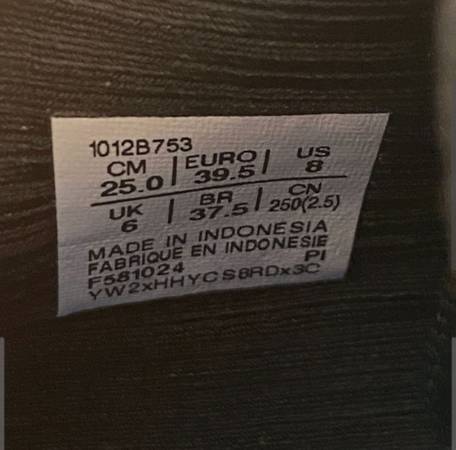 1012B753
CM | EURO | US
25.0 | 39.5 | 8
UK | BR | CN
6 | 37.5 | 250(2.5)
MADE IN INDONESIA
FABRIQUE EN INDONESIE
F581024 PI
YW2xHHYCS8RDx3C